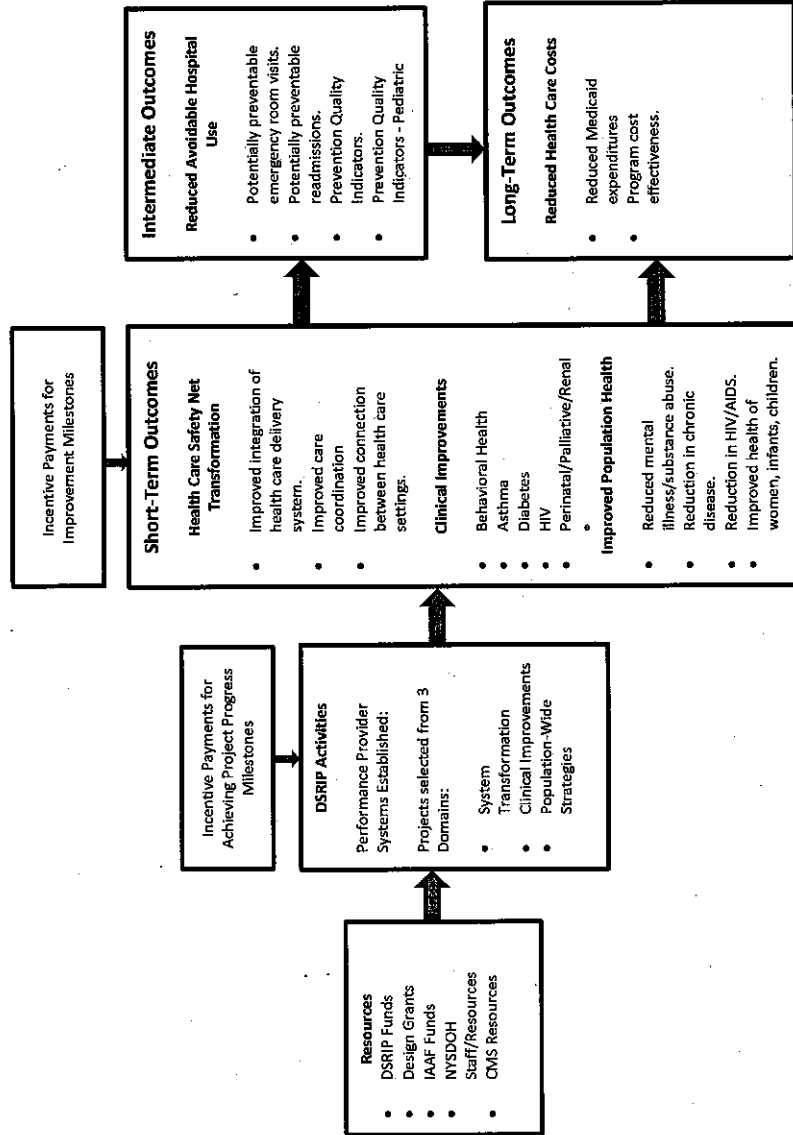 Resources
• DSRIP Funds
• Design Grants
• IAAF Funds
• NYSDOH
Staff/Resources
• CMS Resources
Incentive Payments for
Achieving Project Progress
Milestones
DSRIP Activities
Performance Provider
Systems Established:
Projects selected from 3
Domains:
• System
Transformation
• Clinical Improvements
• Population-Wide
Strategies
Incentive Payments for
Improvement Milestones
Short-Term Outcomes
Health Care Safety Net
Transformation
• Improved integration of
health care delivery
system.
• Improved care
coordination
• Improved connection
between health care
settings.
Clinical Improvements
• Behavioral Health
• Asthma
• Diabetes
• HIV
• Perinatal/Palliative/Renal
•
Improved Population Health
• Reduced mental
illness/substance abuse.
• Reduction in chronic
disease.
• Reduction in HIV/AIDS.
• Improved health of
women, infants, children.
Intermediate Outcomes
Reduced Avoidable Hospital
Use
• Potentially preventable
emergency room visits.
• Potentially preventable
readmissions.
• Prevention Quality
Indicators.
• Prevention Quality
Indicators - Pediatric
Long-Term Outcomes
Reduced Health Care Costs
• Reduced Medicaid
expenditures
• Program cost
effectiveness.